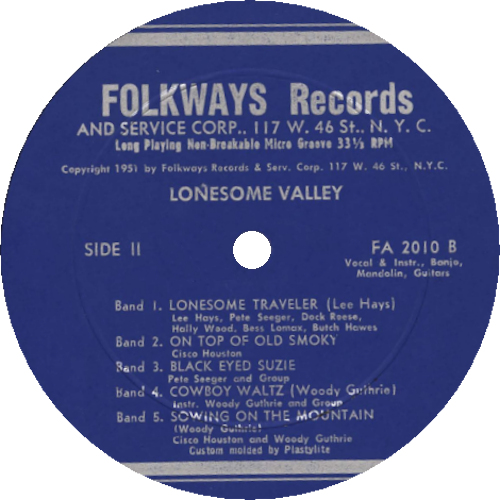 FOLKWAYS Records
AND SERVICE CORP., 117 W. 46 St., N. Y. C.
Long Playing Non-Breakable Micro Groove 33⅓ RPM
Copyright 1951 by Folkways Records & Serv. Corp. 117 W. 46 St., N.Y.C.
LONESOME VALLEY
SIDE II
FA 2010 B
Vocal & Instr., Banjo,
Mandolin, Guitars
Band 1. LONESOME TRAVELER (Lee Hays)
Lee Hays, Pete Seeger, Dock Reese,
Hally Wood, Bess Lomax, Butch Hawes
Band 2. ON TOP OF OLD SMOKY
Cisco Houston
Band 3. BLACK EYED SUZIE
Pete Seeger and Group
Band 4. COWBOY WALTZ (Woody Guthrie)
Instr. Woody Guthrie and Group
Band 5. SOWING ON THE MOUNTAIN
(Woody Guthrie)
Cisco Houston and Woody Guthrie
Custom molded by Plastylite